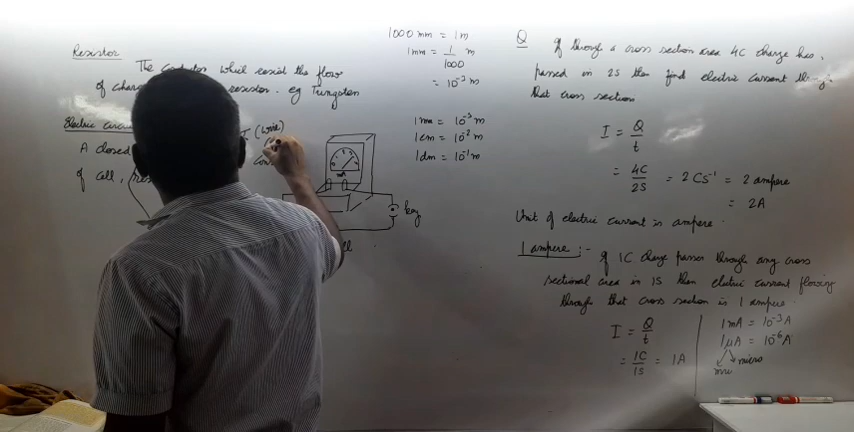 Resistor
The which resist the flow
of resistor. eg Tungsten
Electric
A closed
of cell,
(wire)
mA
key
1000 mm = 1m
1mm = 1/1000 m
= 10⁻³ m
1mm = 10⁻³ m
1cm = 10⁻² m
1dm = 10⁻¹ m
Q If through a cross section area 4C charge has
passed in 2S then find electric current through
that cross section
I = Q/t
= 4C/2S = 2 CS⁻¹ = 2 ampere
= 2A
Unit of electric current is ampere
1 ampere :- If 1C charge passes through any cross
sectional area in 1S then electric current flowing
through that cross section is 1 ampere
I = Q/t
= 1C/1S = 1A
1mA = 10⁻³A
1μA = 10⁻⁶A
micro
mu